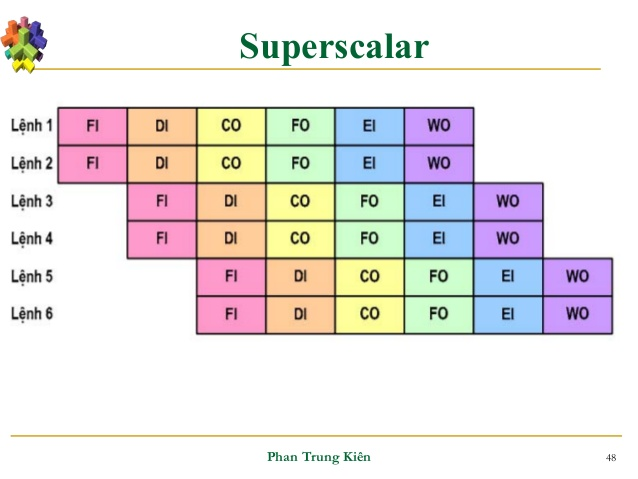 Superscalar
Lệnh 1 FI DI CO FO EI WO
Lệnh 2 FI DI CO FO EI WO
Lệnh 3 FI DI CO FO EI WO
Lệnh 4 FI DI CO FO EI WO
Lệnh 5 FI DI CO FO EI WO
Lệnh 6 FI DI CO FO EI WO
Phan Trung Kiên 48